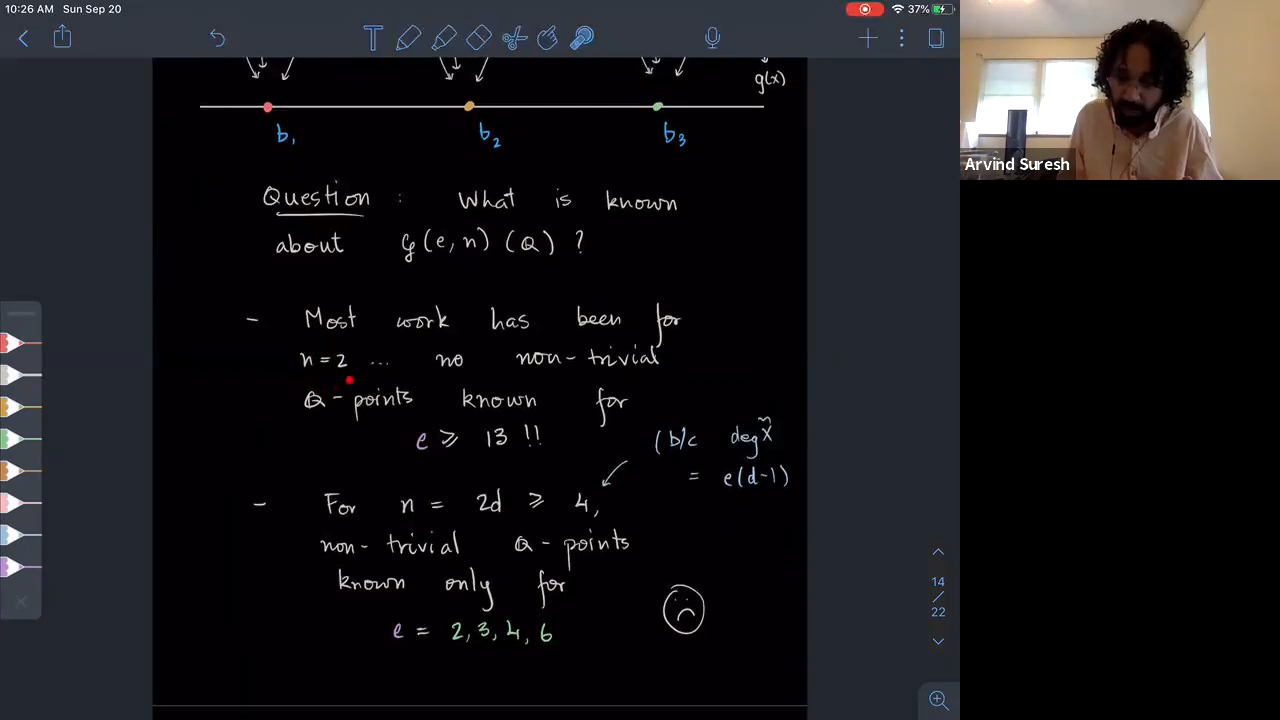 10:26 AM Sun Sep 20
37%
g(x)
b₁ b₂ b₃
Arvind Suresh
Question : What is known
about g(e, n) (Q) ?
- Most work has been for
n = 2 ... no non-trivial
Q-points known for
e ≥ 13 !!
(b/c deg X̃
= e(d-1)
- For n = 2d ≥ 4,
non-trivial Q-points
known only for
e = 2, 3, 4, 6
14
/
22